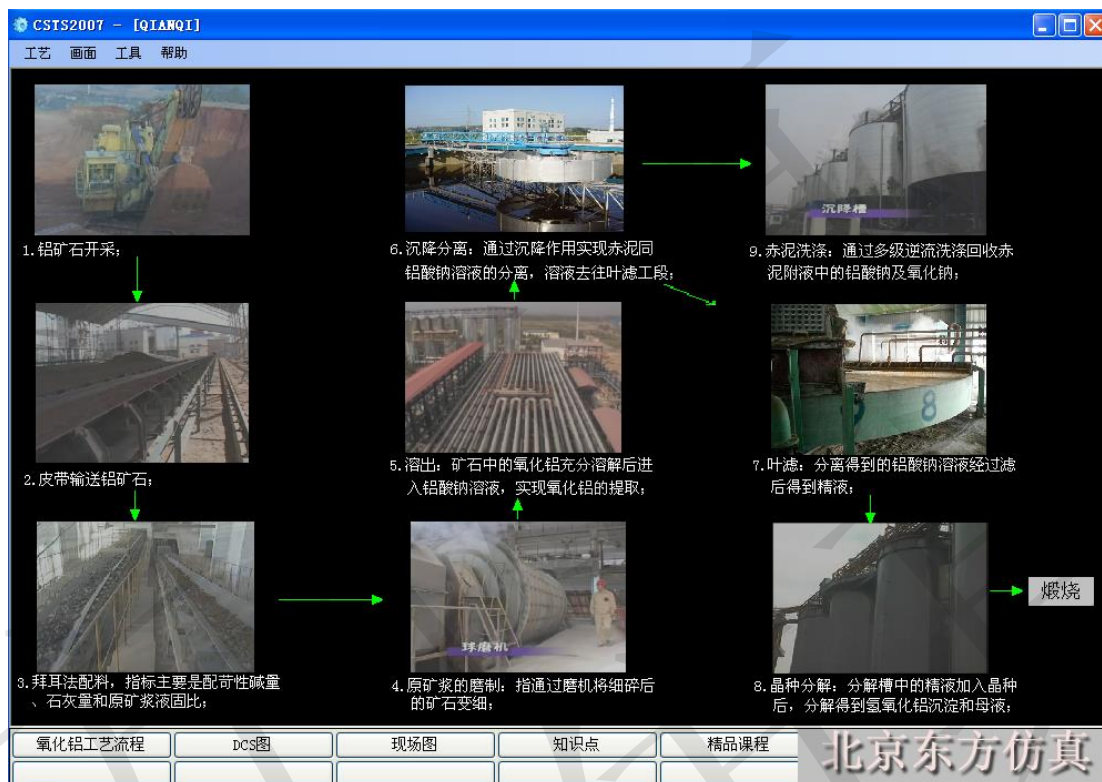 CSTS2007 - [QIANQI]
工艺 画面 工具 帮助
1.铝矿石开采;
2.皮带输送铝矿石;
3.拜耳法配料，指标主要是配苛性碱量
、石灰量和原矿浆液固比;
球磨机
4.原矿浆的磨制：指通过磨机将细碎后
的矿石变细;
5.溶出：矿石中的氧化铝充分溶解后进
入铝酸钠溶液，实现氧化铝的提取;
6.沉降分离：通过沉降作用实现赤泥同
铝酸钠溶液的分离，溶液去往叶滤工段;
沉降槽
9.赤泥洗涤：通过多级逆流洗涤回收赤
泥附液中的铝酸钠及氧化钠;
8
7.叶滤：分离得到的铝酸钠溶液经过滤
后得到精液;
8.晶种分解：分解槽中的精液加入晶种
后，分解得到氢氧化铝沉淀和母液;
煅烧
氧化铝工艺流程 DCS图 现场图 知识点 精品课程
北京东方仿真